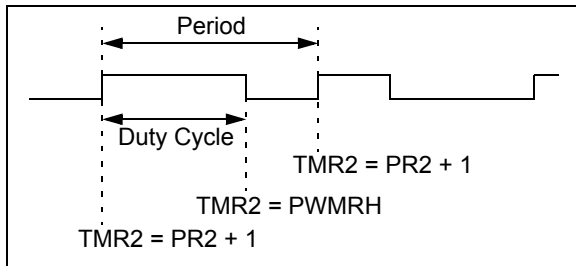 Period
Duty Cycle
TMR2 = PR2 + 1
TMR2 = PWMRH
TMR2 = PR2 + 1